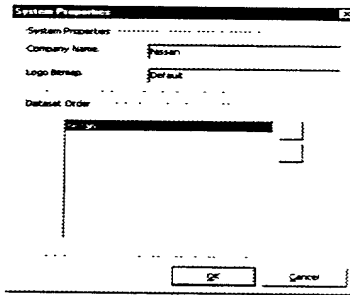 System Properties
System Properties
Company Name.
Nissan
Logo Bitmap.
Default
Dataset Order
OK
Cancel